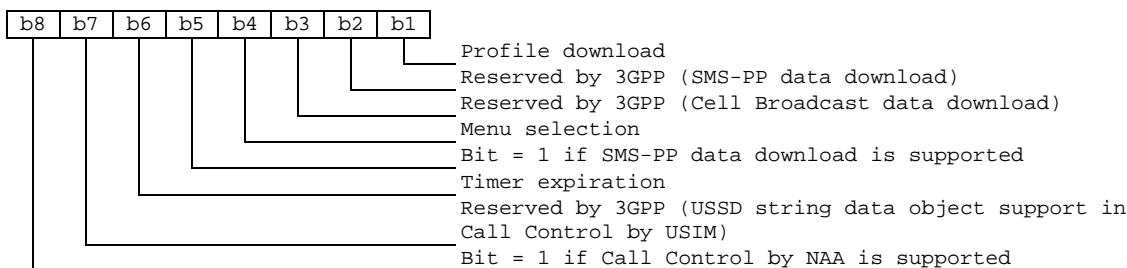 b8 b7 b6 b5 b4 b3 b2 b1
Profile download
Reserved by 3GPP (SMS-PP data download)
Reserved by 3GPP (Cell Broadcast data download)
Menu selection
Bit = 1 if SMS-PP data download is supported
Timer expiration
Reserved by 3GPP (USSD string data object support in
Call Control by USIM)
Bit = 1 if Call Control by NAA is supported